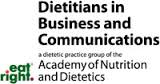 Dietitians in
Business and
Communications
a dietetic practice group of the
eat right. Academy of Nutrition
and Dietetics